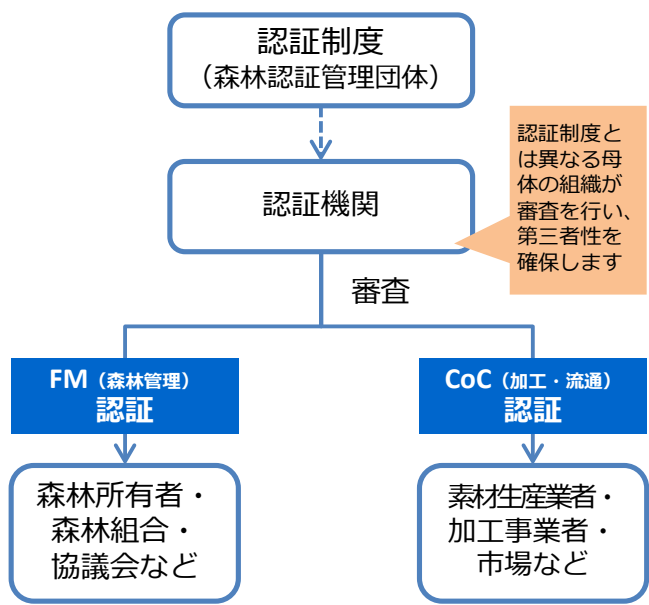 認証制度
（森林認証管理団体）
認証機関
認証制度と
は異なる母
体の組織が
審査を行い、
第三者性を
確保します
審査
FM（森林管理）
認証
CoC（加工・流通）
認証
森林所有者・
森林組合・
協議会など
素材生産業者・
加工事業者・
市場など